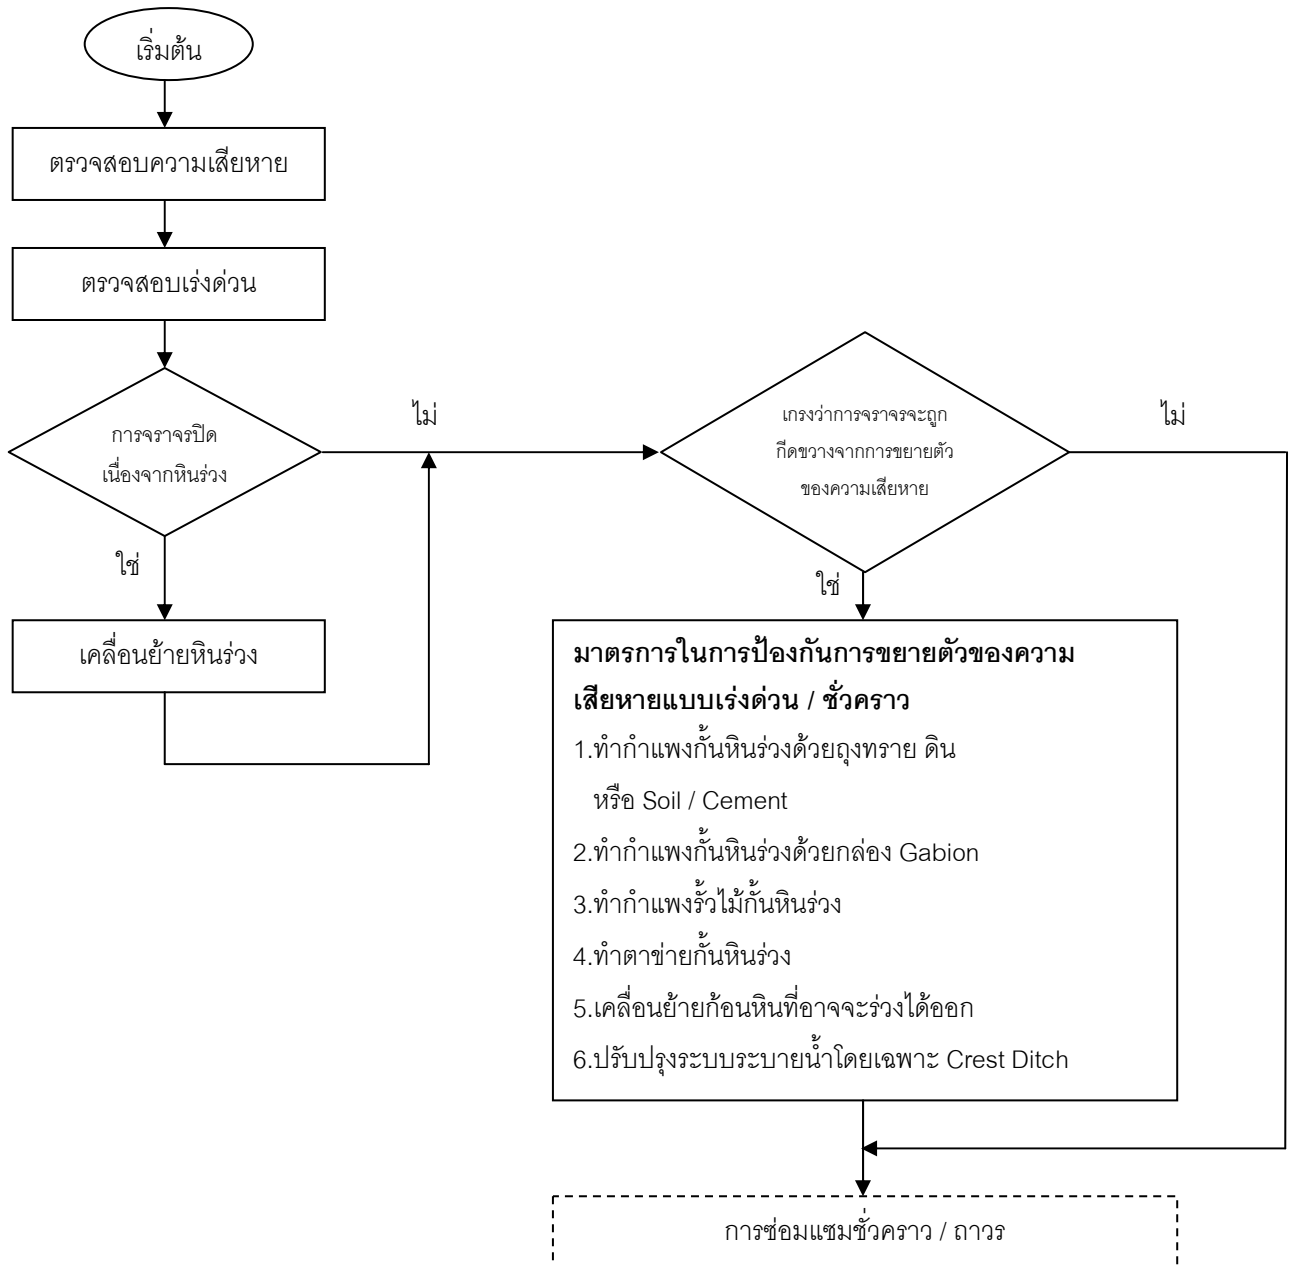 เริ่มต้น
ตรวจสอบความเสียหาย
ตรวจสอบเร่งด่วน
การจราจรปิด
เนื่องจากหินร่วง
ไม่
เกรงว่าการจราจรจะถูก
กีดขวางจากการขยายตัว
ของความเสียหาย
ไม่
ใช่
เคลื่อนย้ายหินร่วง
ใช่
มาตรการในการป้องกันการขยายตัวของความ
เสียหายแบบเร่งด่วน / ชั่วคราว
1.ทำกำแพงกั้นหินร่วงด้วยถุงทราย ดิน
หรือ Soil / Cement
2.ทำกำแพงกั้นหินร่วงด้วยกล่อง Gabion
3.ทำกำแพงรั้วไม้กั้นหินร่วง
4.ทำตาข่ายกั้นหินร่วง
5.เคลื่อนย้ายก้อนหินที่อาจจะร่วงได้ออก
6.ปรับปรุงระบบระบายน้ำโดยเฉพาะ Crest Ditch
การซ่อมแซมชั่วคราว / ถาวร